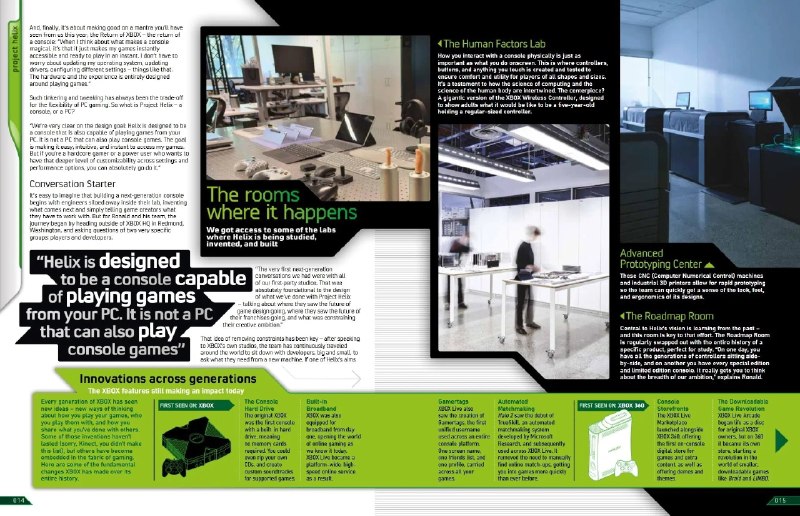 project helix
And, finally, it's about making good on a mantra you'll have
seen from us this year, the Return of XBOX – the return
of a console: "When I think about what makes a console
magical, it's that it just makes my games instantly
accessible and ready to play in an instant. I don't have to
worry about updating my operating system, updating
drivers, configuring different settings – things like that.
The hardware and the experience is entirely designed
around playing games."
Such tinkering and tweaking has always been the trade-off
for the flexibility of PC gaming. So what is Project Helix – a
console, or a PC?
"We're very clear on the design goal: Helix is designed to be
a console that is also capable of playing games from your
PC. It is not a PC that can also play console games. The goal
is making it easy, intuitive, and instant to access my games.
But if you're a hardcore gamer or a power user who wants to
have that deeper level of customizability across settings and
performance options, you can absolutely go do it."
Conversation Starter
It's easy to imagine that building a next-generation console
begins with engineers siloed away inside their lab, inventing
what comes next and simply telling game creators what
they have to work with. But for Ronald and his team, the
journey began by heading outside of XBOX HQ in Redmond,
Washington, and asking questions of two very specific
groups: players and developers.
"Helix is designed
to be a console capable
of playing games
from your PC. It is not a PC
that can also play
console games"
"The very first next-generation
conversations we had were with all
of our first-party studios. That was
absolutely foundational to the design
of what we've done with Project Helix
– talking about where they saw the future of
game design going, where they saw the future of
their franchises going, and what was constraining
their creative ambition."
That idea of removing constraints has been key – after speaking
to XBOX's own studios, the team has continuously traveled
around the world to sit down with developers, big and small, to
ask what they need from a new machine. If one of Helix's aims
The rooms
where it happens
We got access to some of the labs
where Helix is being studied,
invented, and built
The Human Factors Lab
How you interact with a console physically is just as
important as what you do onscreen. This is where controllers,
buttons, and anything you touch is created and tested to
ensure comfort and utility for players of all shapes and sizes.
It's a testament to how the science of computing and the
science of the human body are intertwined. The centerpiece?
A gigantic version of the XBOX Wireless Controller, designed
to show adults what it would be like to be a five-year-old
holding a regular-sized controller.
Advanced
Prototyping Center
These CNC (Computer Numerical Control) machines
and industrial 3D printers allow for rapid prototyping
so the team can quickly get a sense of the look, feel,
and ergonomics of its designs.
The Roadmap Room
Central to Helix's vision is learning from the past –
and this room is key to that effort. The Roadmap Room
is regularly swapped out with the entire history of a
specific product, perfect for study. "On one day, you
have all the generations of controllers sitting side-
by-side, and on another you have every special edition
and limited edition console. It really gets you to think
about the breadth of our ambition," explains Ronald.
Innovations across generations
The XBOX features still making an impact today
Every generation of XBOX has seen
new ideas – new ways of thinking
about how you play your games, who
you play them with, and how you
share what you've done with others.
Some of those inventions haven't
lasted (sorry, Kinect, you didn't make
this list), but others have become
embedded in the fabric of gaming.
Here are some of the fundamental
changes XBOX has made over its
entire history.
FIRST SEEN ON: XBOX
The Console
Hard Drive
The original XBOX
was the first console
with a built-in hard
drive, meaning
no memory cards
required. You could
even rip your own
CDs, and create
custom soundtracks
for supported games.
Built-in
Broadband
XBOX was also
equipped for
broadband from day
one, opening the world
of online gaming as
we know it today.
XBOX Live became a
platform-wide, high-
speed online service
as a result.
Gamertags
XBOX Live also
saw the creation of
Gamertags, the first
unified username
used across an entire
console platform.
One screen name,
one friends list, and
one profile, carried
across all your
games.
Automated
Matchmaking
Halo 2 saw the debut of
TrueSkill, an automated
matchmaking system
developed by Microsoft
Research, and subsequently
used across XBOX Live. It
removed the need to manually
find online match-ups, getting
you into games more quickly
than ever before.
FIRST SEEN ON: XBOX 360
Console
Storefronts
The XBOX Live
Marketplace
launched alongside
XBOX 360, offering
the first on-console
digital store for
games and extra
content, as well as
offering demos and
themes.
The Downloadable
Game Revolution
XBOX Live Arcade
began life as a disc
for original XBOX
owners, but on 360
it became its own
store, starting a
revolution in the
world of smaller,
downloadable games
like Braid and LIMBO.
014
015